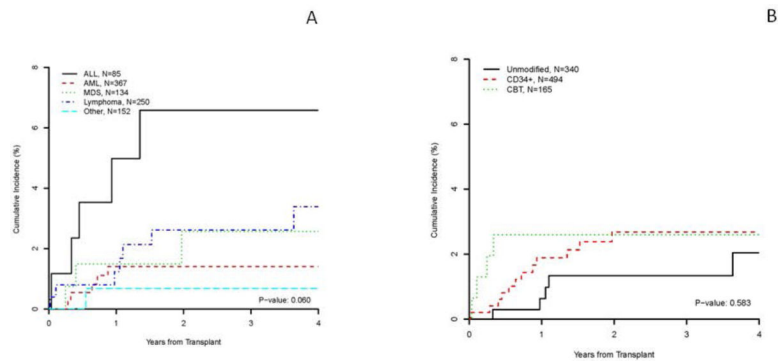 A
ALL, N=85
AML, N=367
MDS, N=134
Lymphoma, N=250
Other, N=152
Cumulative Incidence (%)
0
2
4
6
8
P-value: 0.060
0
1
2
3
4
Years from Transplant
B
Unmodified, N=340
CD34+, N=494
CBT, N=165
Cumulative Incidence (%)
0
2
4
6
8
P-value: 0.583
0
1
2
3
4
Years from Transplant